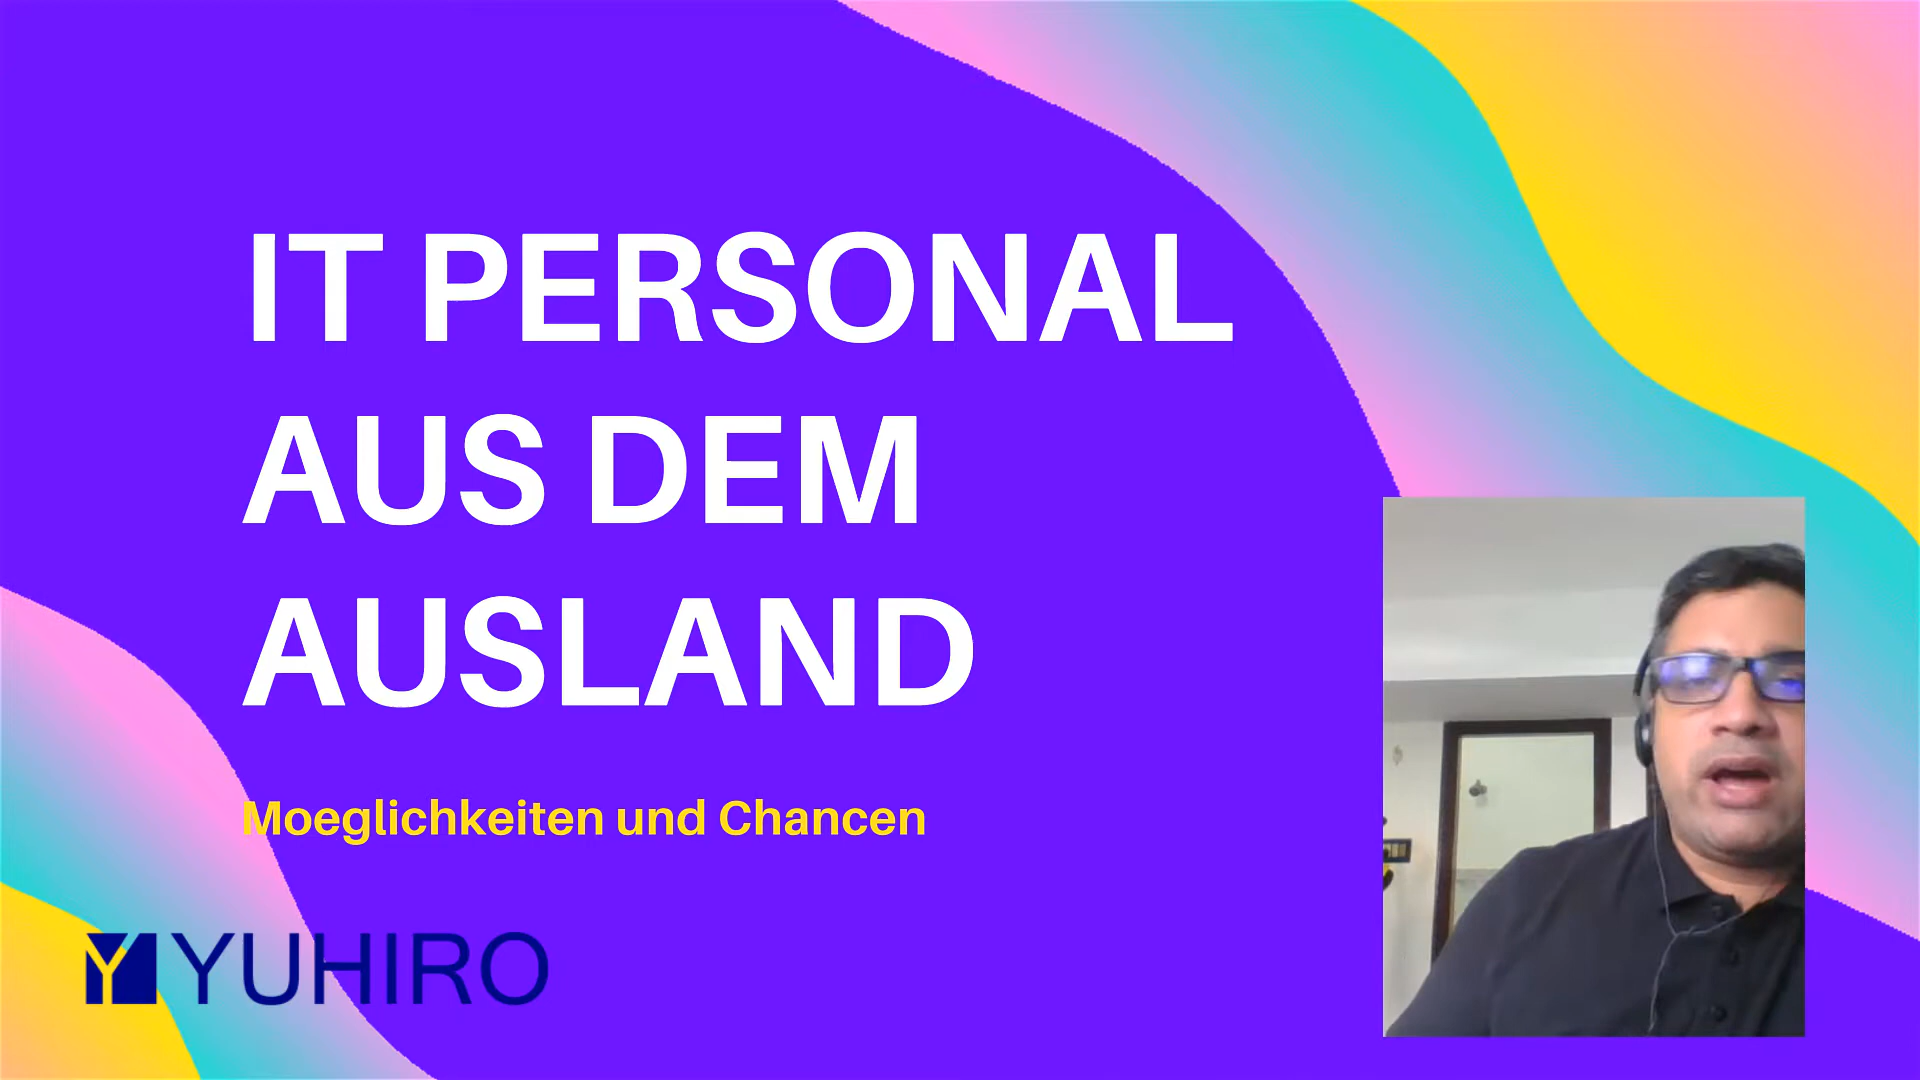 IT PERSONAL
AUS DEM
AUSLAND
Moeglichkeiten und Chancen
YUHIRO